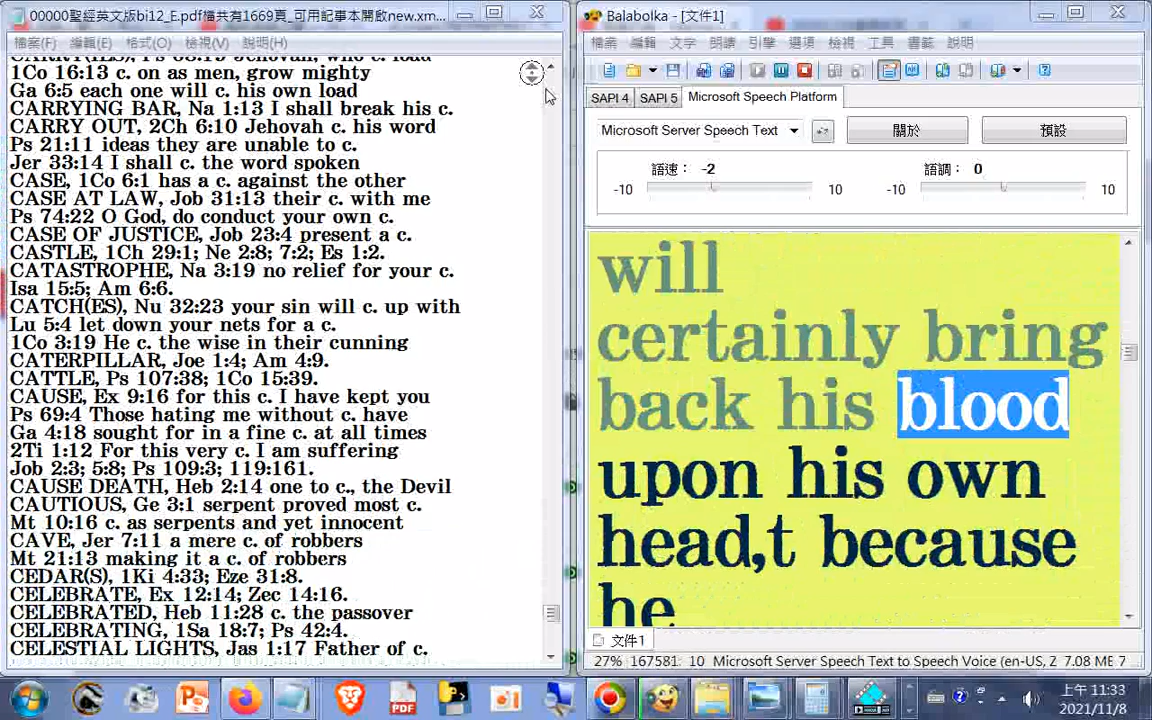 00000聖經英文版bi12_E.pdf檔共有1669頁_可用記事本開啟new.xm...
檔案(F) 編輯(E) 格式(O) 檢視(V) 說明(H)
1Co 16:13 c. on as men, grow mighty
Ga 6:5 each one will c. his own load
CARRYING BAR, Na 1:13 I shall break his c.
CARRY OUT, 2Ch 6:10 Jehovah c. his word
Ps 21:11 ideas they are unable to c.
Jer 33:14 I shall c. the word spoken
CASE, 1Co 6:1 has a c. against the other
CASE AT LAW, Job 31:13 their c. with me
Ps 74:22 O God, do conduct your own c.
CASE OF JUSTICE, Job 23:4 present a c.
CASTLE, 1Ch 29:1; Ne 2:8; 7:2; Es 1:2.
CATASTROPHE, Na 3:19 no relief for your c.
Isa 15:5; Am 6:6.
CATCH(ES), Nu 32:23 your sin will c. up with
Lu 5:4 let down your nets for a c.
1Co 3:19 He c. the wise in their cunning
CATERPILLAR, Joe 1:4; Am 4:9.
CATTLE, Ps 107:38; 1Co 15:39.
CAUSE, Ex 9:16 for this c. I have kept you
Ps 69:4 Those hating me without c. have
Ga 4:18 sought for in a fine c. at all times
2Ti 1:12 For this very c. I am suffering
Job 2:3; 5:8; Ps 109:3; 119:161.
CAUSE DEATH, Heb 2:14 one to c., the Devil
CAUTIOUS, Ge 3:1 serpent proved most c.
Mt 10:16 c. as serpents and yet innocent
CAVE, Jer 7:11 a mere c. of robbers
Mt 21:13 making it a c. of robbers
CEDAR(S), 1Ki 4:33; Eze 31:8.
CELEBRATE, Ex 12:14; Zec 14:16.
CELEBRATED, Heb 11:28 c. the passover
CELEBRATING, 1Sa 18:7; Ps 42:4.
CELESTIAL LIGHTS, Jas 1:17 Father of c.
Balabolka - [文件1]
檔案 編輯 文字 朗讀 引擎 選項 檢視 工具 書籤 說明
SAPI 4 SAPI 5 Microsoft Speech Platform
Microsoft Server Speech Text 關於 預設
語速： -2 語調： 0
-10 10 -10 10
will
certainly bring
back his blood
upon his own
head,t because
he
文件1
27% 167581: 10 Microsoft Server Speech Text to Speech Voice (en-US, 2 7.08 ME 7
PDF
上午 11:33
2021/11/8